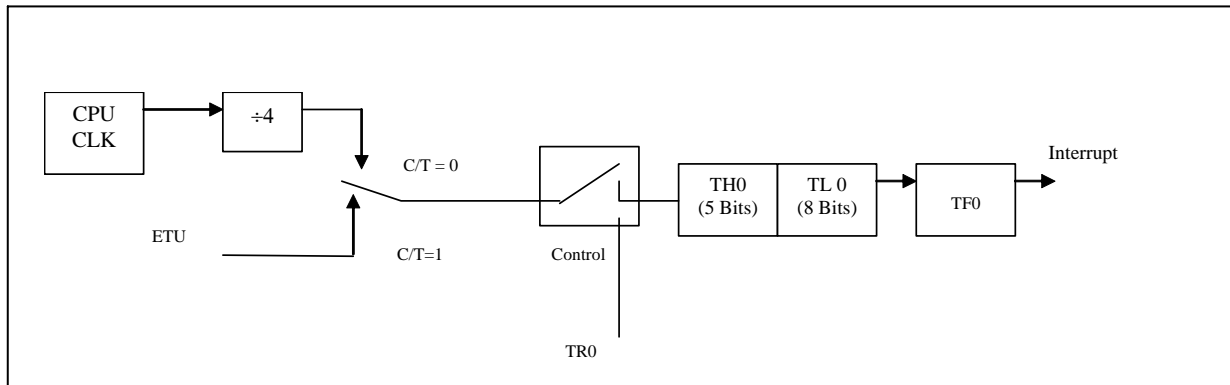 CPU
CLK
÷4
C/T = 0
ETU
C/T=1
Control
TR0
TH0
(5 Bits)
TL 0
(8 Bits)
TF0
Interrupt